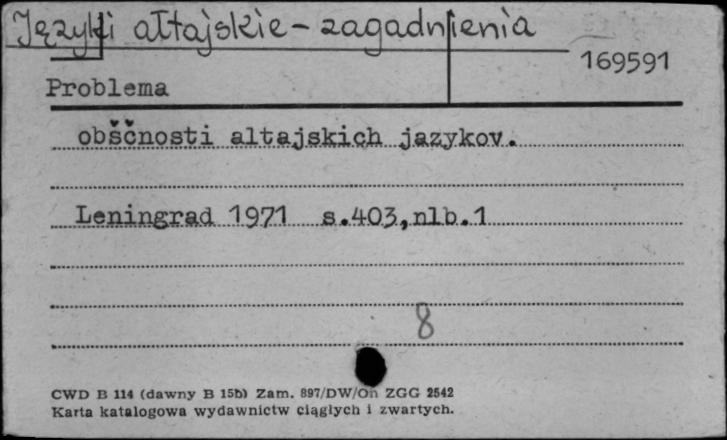 Języki ałtajskie - zagadnienia
169591
Problema
obščnosti altajskich jazykov.
Leningrad 1971 s.403,nlb.1
8
CWD B 114 (dawny B 15b) Zam. 897/DW/On ZGG 2542
Karta katalogowa wydawnictw ciągłych i zwartych.